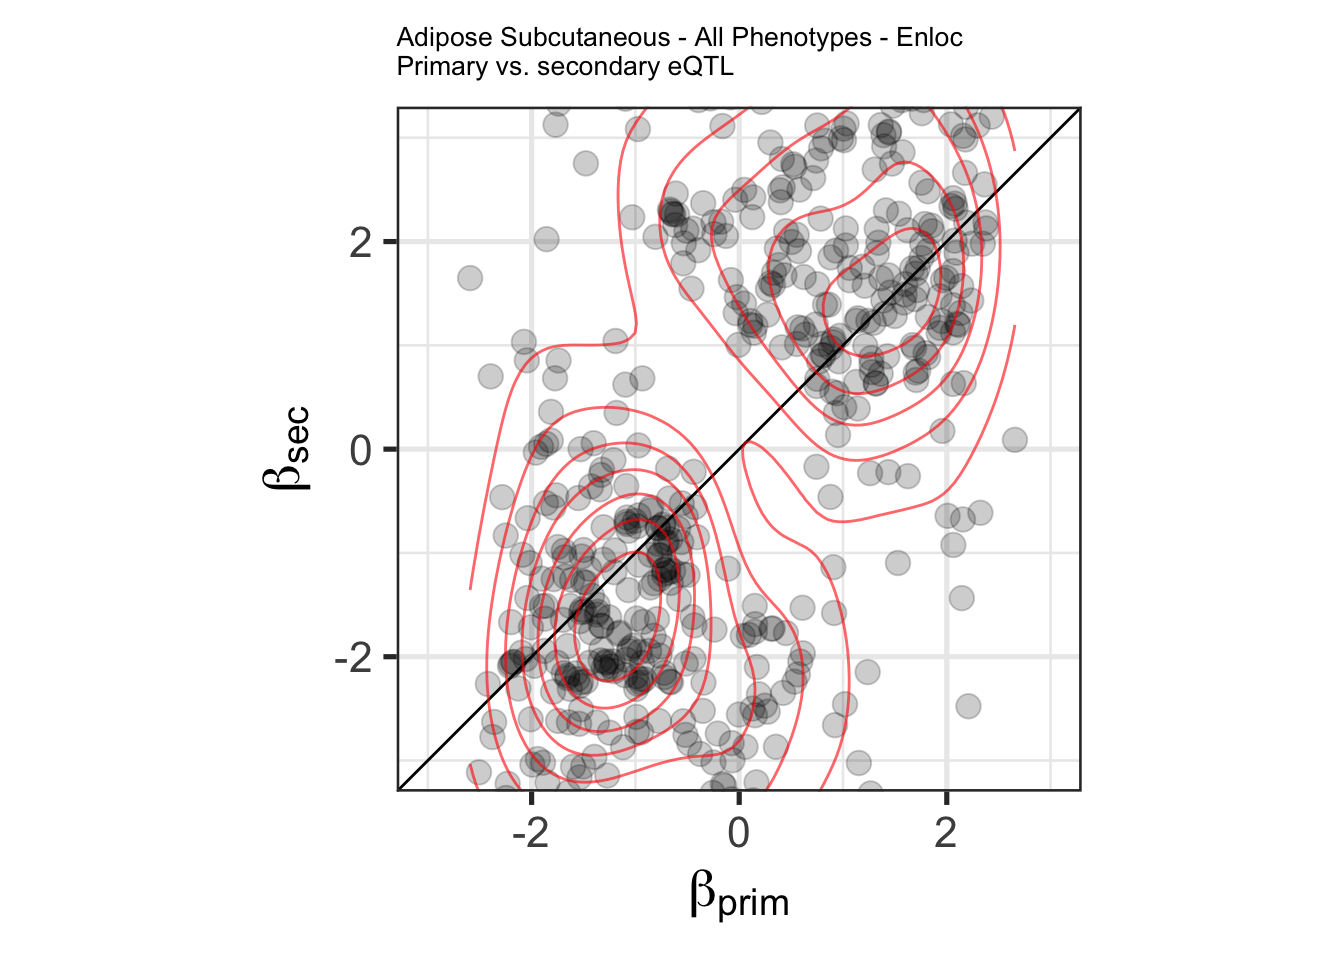 Adipose Subcutaneous - All Phenotypes - Enloc
Primary vs. secondary eQTL
2
0
-2
βsec
-2 0 2
βprim